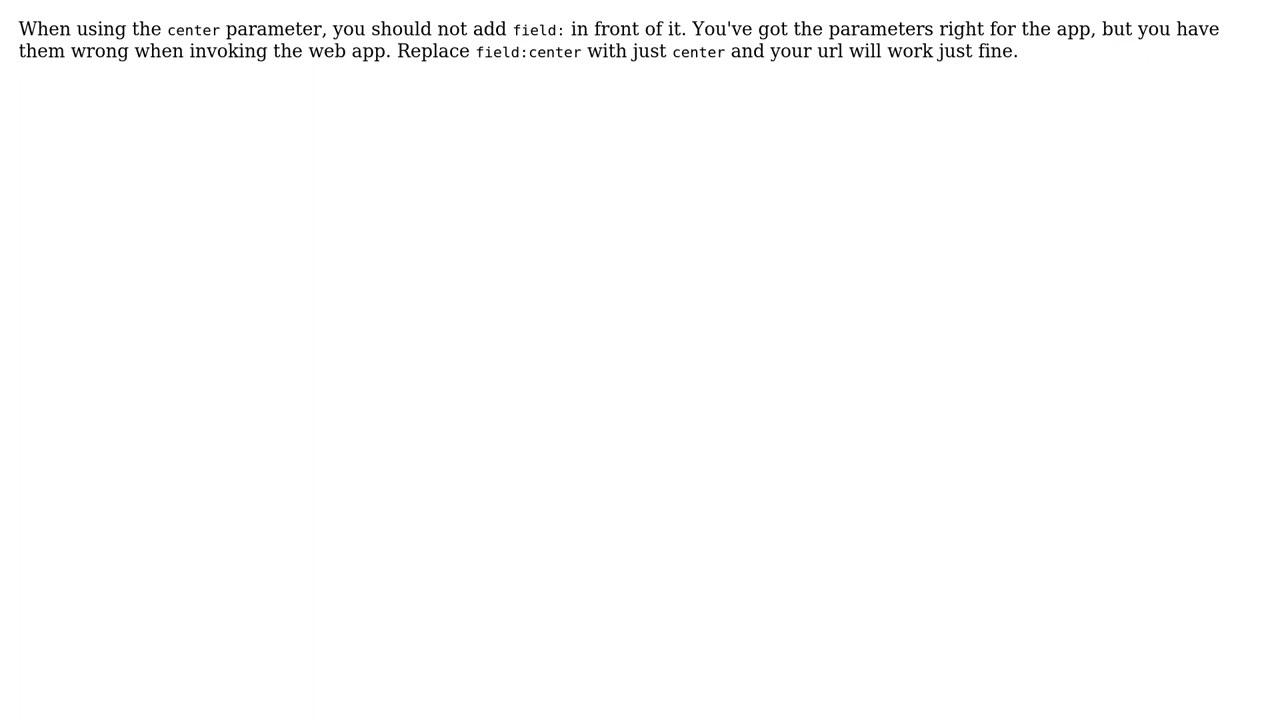 When using the center parameter, you should not add field: in front of it. You've got the parameters right for the app, but you have
them wrong when invoking the web app. Replace field:center with just center and your url will work just fine.